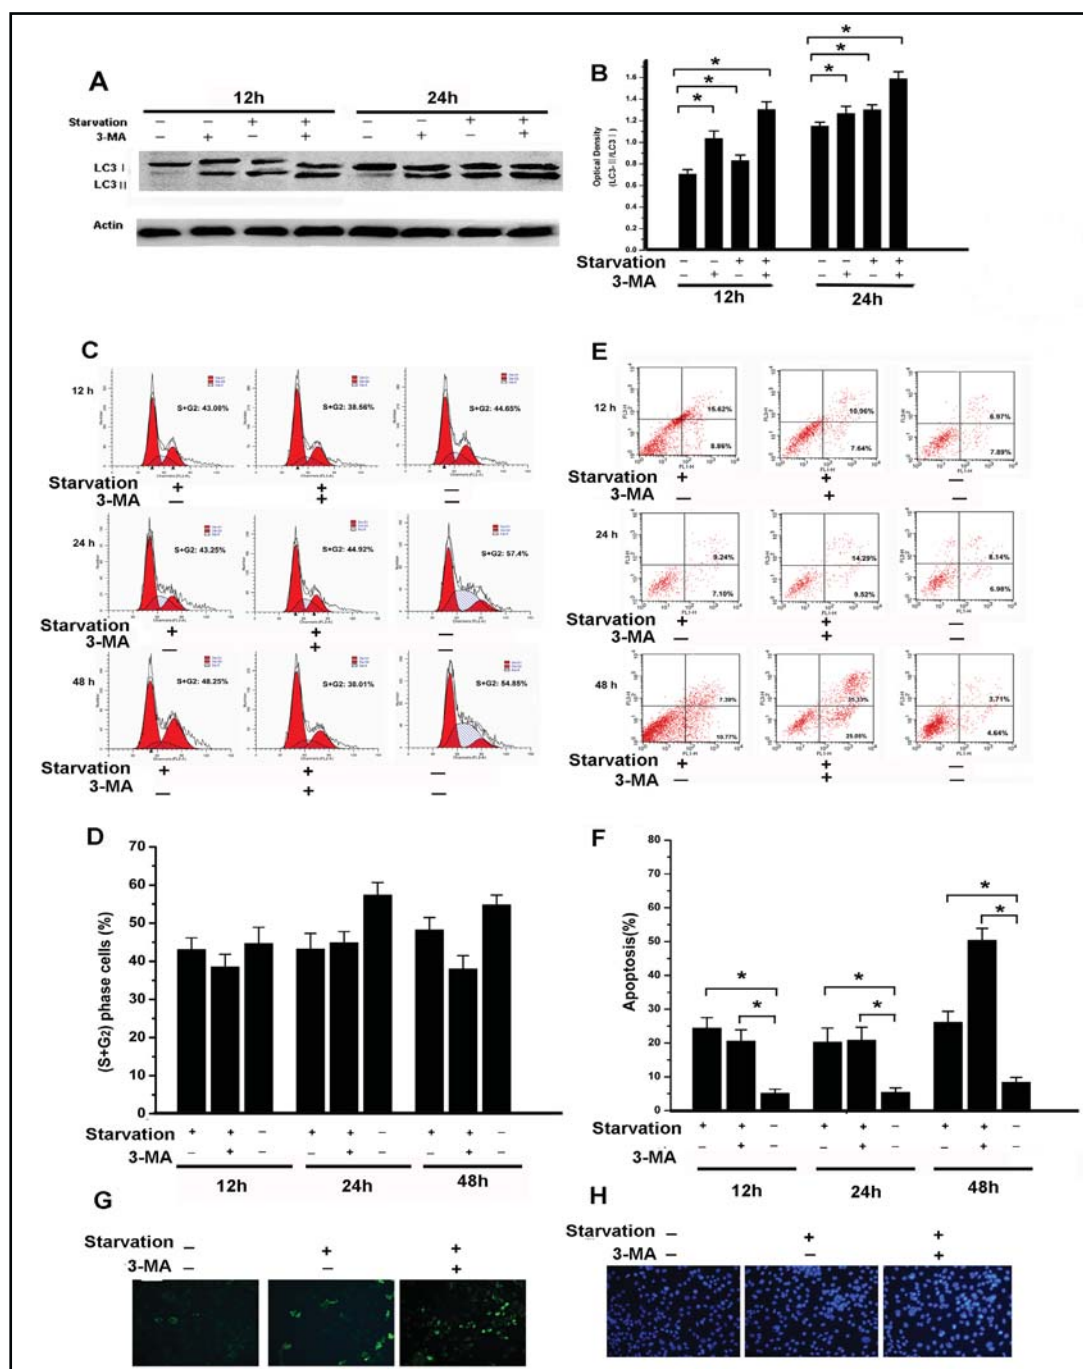 A
12h
24h
Starvation – – + + – – + +
3-MA – + – + – + – +
LC3 I
LC3 II
Actin
B
* * * * * *
Optical Density
(LC3-II/LC3 I)
1.6
1.4
1.2
1.0
0.8
0.6
0.4
0.2
0.0
Starvation – – + + – – + +
3-MA – + – + – + – +
12h
24h
C
12 h
S+G2: 43.00%
S+G2: 38.56%
S+G2: 44.65%
Starvation + + –
3-MA – + –
24 h
S+G2: 43.25%
S+G2: 44.92%
S+G2: 57.4%
Starvation + + –
3-MA – + –
48 h
S+G2: 48.25%
S+G2: 38.01%
S+G2: 54.85%
Starvation + + –
3-MA – + –
E
12 h
15.62%
8.86%
10.96%
7.64%
6.97%
7.89%
FL1-H
Starvation + + –
3-MA – + –
24 h
9.24%
7.10%
14.29%
9.52%
8.14%
6.98%
Starvation + + –
3-MA – + –
48 h
7.39%
10.77%
25.06%
3.71%
4.64%
Starvation + + –
3-MA – + –
D
(S+G2) phase cells (%)
70
60
50
40
30
20
10
0
Starvation + + – + + – + + –
3-MA – + – – + – – + –
12h
24h
48h
F
Apoptosis(%)
80
70
60
50
40
30
20
10
0
* * * * * *
Starvation + + – + + – + + –
3-MA – + – – + – – + –
12h
24h
48h
G
Starvation – + +
3-MA – – +
H
Starvation – + +
3-MA – – +